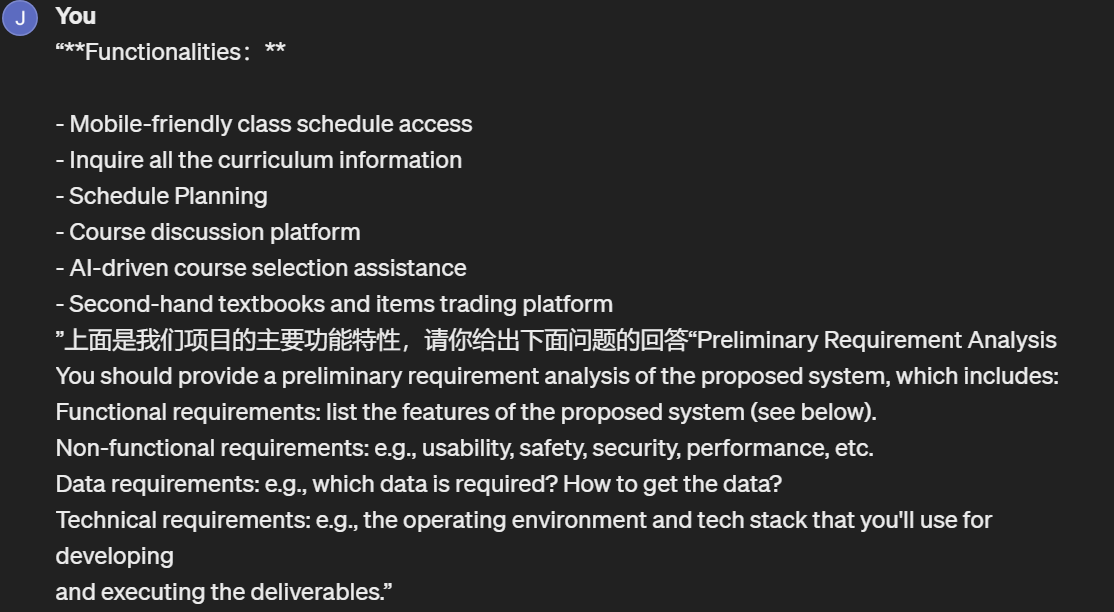 J
You
“**Functionalities：**
- Mobile-friendly class schedule access
- Inquire all the curriculum information
- Schedule Planning
- Course discussion platform
- AI-driven course selection assistance
- Second-hand textbooks and items trading platform
”上面是我们项目的主要功能特性，请你给出下面问题的回答“Preliminary Requirement Analysis
You should provide a preliminary requirement analysis of the proposed system, which includes:
Functional requirements: list the features of the proposed system (see below).
Non-functional requirements: e.g., usability, safety, security, performance, etc.
Data requirements: e.g., which data is required? How to get the data?
Technical requirements: e.g., the operating environment and tech stack that you'll use for
developing
and executing the deliverables.”